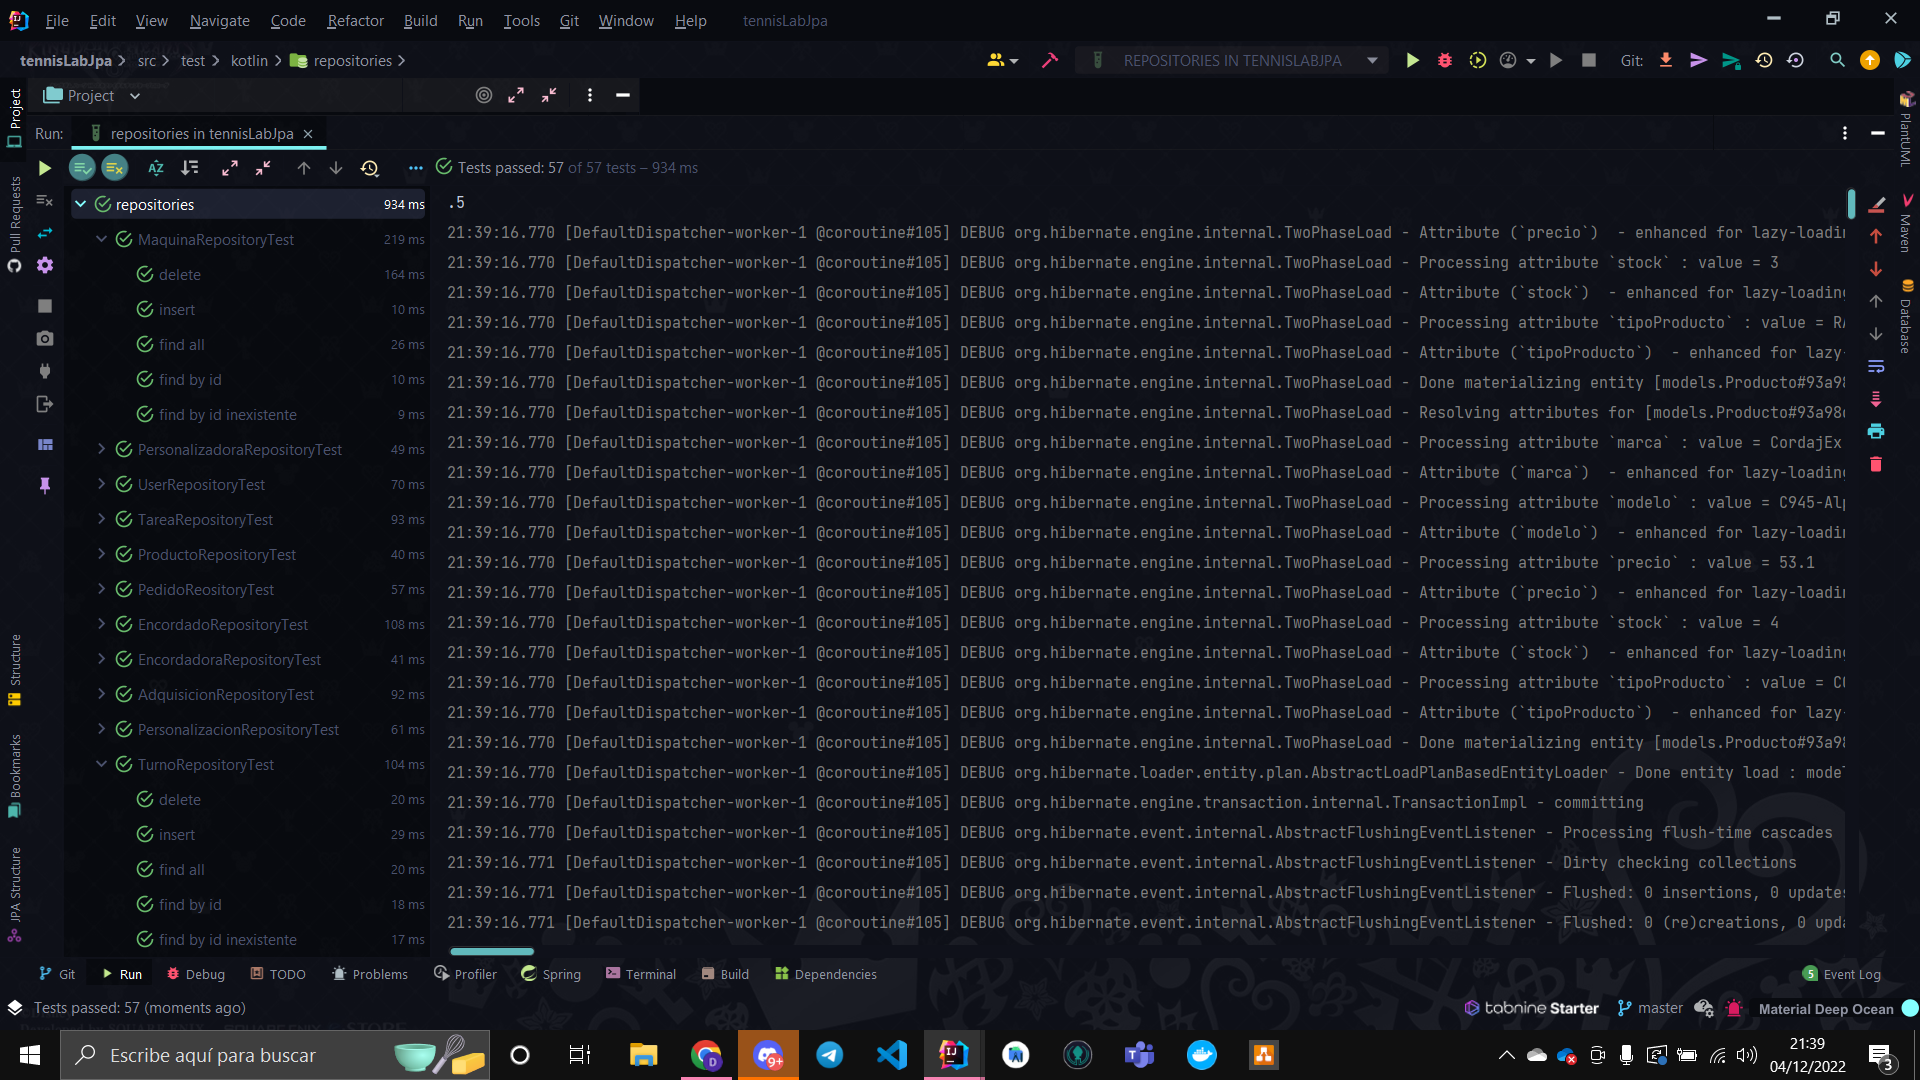 File Edit View Navigate Code Refactor Build Run Tools Git Window Help tennisLabJpa
tennisLabJpa src test kotlin repositories REPOSITORIES IN TENNISLABJPA Git:
Project
Run: repositories in tennisLabJpa
Tests passed: 57 of 57 tests – 934 ms
repositories 934 ms
MaquinaRepositoryTest 219 ms
delete 164 ms
insert 10 ms
find all 26 ms
find by id 10 ms
find by id inexistente 9 ms
PersonalizadoraRepositoryTest 49 ms
UserRepositoryTest 70 ms
TareaRepositoryTest 93 ms
ProductoRepositoryTest 40 ms
PedidoReositoryTest 57 ms
EncordadoRepositoryTest 108 ms
EncordadoraRepositoryTest 41 ms
AdquisicionRepositoryTest 92 ms
PersonalizacionRepositoryTest 61 ms
TurnoRepositoryTest 104 ms
delete 20 ms
insert 29 ms
find all 20 ms
find by id 18 ms
find by id inexistente 17 ms
.5
21:39:16.770 [DefaultDispatcher-worker-1 @coroutine#105] DEBUG org.hibernate.engine.internal.TwoPhaseLoad - Attribute (`precio`)  - enhanced for lazy-loadin
21:39:16.770 [DefaultDispatcher-worker-1 @coroutine#105] DEBUG org.hibernate.engine.internal.TwoPhaseLoad - Processing attribute `stock` : value = 3
21:39:16.770 [DefaultDispatcher-worker-1 @coroutine#105] DEBUG org.hibernate.engine.internal.TwoPhaseLoad - Attribute (`stock`)  - enhanced for lazy-loading
21:39:16.770 [DefaultDispatcher-worker-1 @coroutine#105] DEBUG org.hibernate.engine.internal.TwoPhaseLoad - Processing attribute `tipoProducto` : value = RA
21:39:16.770 [DefaultDispatcher-worker-1 @coroutine#105] DEBUG org.hibernate.engine.internal.TwoPhaseLoad - Attribute (`tipoProducto`)  - enhanced for lazy-
21:39:16.770 [DefaultDispatcher-worker-1 @coroutine#105] DEBUG org.hibernate.engine.internal.TwoPhaseLoad - Done materializing entity [models.Producto#93a98
21:39:16.770 [DefaultDispatcher-worker-1 @coroutine#105] DEBUG org.hibernate.engine.internal.TwoPhaseLoad - Resolving attributes for [models.Producto#93a98
21:39:16.770 [DefaultDispatcher-worker-1 @coroutine#105] DEBUG org.hibernate.engine.internal.TwoPhaseLoad - Processing attribute `marca` : value = CordajEx
21:39:16.770 [DefaultDispatcher-worker-1 @coroutine#105] DEBUG org.hibernate.engine.internal.TwoPhaseLoad - Attribute (`marca`)  - enhanced for lazy-loading
21:39:16.770 [DefaultDispatcher-worker-1 @coroutine#105] DEBUG org.hibernate.engine.internal.TwoPhaseLoad - Processing attribute `modelo` : value = C945-Alp
21:39:16.770 [DefaultDispatcher-worker-1 @coroutine#105] DEBUG org.hibernate.engine.internal.TwoPhaseLoad - Attribute (`modelo`)  - enhanced for lazy-loadin
21:39:16.770 [DefaultDispatcher-worker-1 @coroutine#105] DEBUG org.hibernate.engine.internal.TwoPhaseLoad - Processing attribute `precio` : value = 53.1
21:39:16.770 [DefaultDispatcher-worker-1 @coroutine#105] DEBUG org.hibernate.engine.internal.TwoPhaseLoad - Attribute (`precio`)  - enhanced for lazy-loadin
21:39:16.770 [DefaultDispatcher-worker-1 @coroutine#105] DEBUG org.hibernate.engine.internal.TwoPhaseLoad - Processing attribute `stock` : value = 4
21:39:16.770 [DefaultDispatcher-worker-1 @coroutine#105] DEBUG org.hibernate.engine.internal.TwoPhaseLoad - Attribute (`stock`)  - enhanced for lazy-loading
21:39:16.770 [DefaultDispatcher-worker-1 @coroutine#105] DEBUG org.hibernate.engine.internal.TwoPhaseLoad - Processing attribute `tipoProducto` : value = CO
21:39:16.770 [DefaultDispatcher-worker-1 @coroutine#105] DEBUG org.hibernate.engine.internal.TwoPhaseLoad - Attribute (`tipoProducto`)  - enhanced for lazy-
21:39:16.770 [DefaultDispatcher-worker-1 @coroutine#105] DEBUG org.hibernate.engine.internal.TwoPhaseLoad - Done materializing entity [models.Producto#93a98
21:39:16.770 [DefaultDispatcher-worker-1 @coroutine#105] DEBUG org.hibernate.loader.entity.plan.AbstractLoadPlanBasedEntityLoader - Done entity load : model
21:39:16.770 [DefaultDispatcher-worker-1 @coroutine#105] DEBUG org.hibernate.engine.transaction.internal.TransactionImpl - committing
21:39:16.770 [DefaultDispatcher-worker-1 @coroutine#105] DEBUG org.hibernate.event.internal.AbstractFlushingEventListener - Processing flush-time cascades
21:39:16.771 [DefaultDispatcher-worker-1 @coroutine#105] DEBUG org.hibernate.event.internal.AbstractFlushingEventListener - Dirty checking collections
21:39:16.771 [DefaultDispatcher-worker-1 @coroutine#105] DEBUG org.hibernate.event.internal.AbstractFlushingEventListener - Flushed: 0 insertions, 0 updates
21:39:16.771 [DefaultDispatcher-worker-1 @coroutine#105] DEBUG org.hibernate.event.internal.AbstractFlushingEventListener - Flushed: 0 (re)creations, 0 upda
Project
Pull Requests
Structure
Bookmarks
JPA Structure
PlantUML
Maven
Database
Git Run Debug TODO Problems Profiler Spring Terminal Build Dependencies 5 Event Log
Tests passed: 57 (moments ago) tabnine Starter master Material Deep Ocean
Escribe aquí para buscar
D
9+
21:39
04/12/2022
3